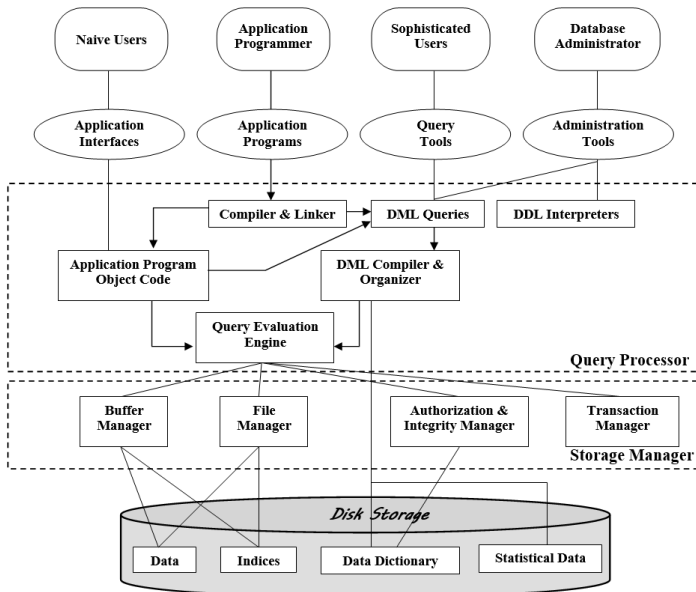 Naive Users
Application
Programmer
Sophisticated
Users
Database
Administrator
Application
Interfaces
Application
Programs
Query
Tools
Administration
Tools
Compiler & Linker
DML Queries
DDL Interpreters
Application Program
Object Code
DML Compiler &
Organizer
Query Evaluation
Engine
Query Processor
Buffer
Manager
File
Manager
Authorization &
Integrity Manager
Transaction
Manager
Storage Manager
Disk Storage
Data
Indices
Data Dictionary
Statistical Data